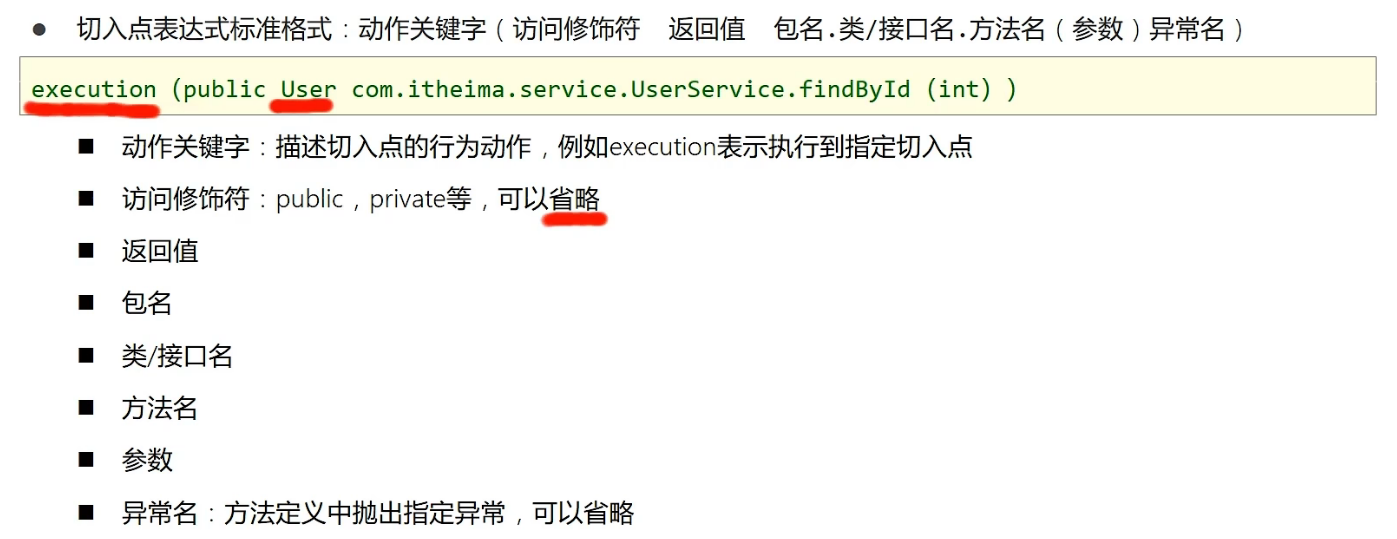 ● 切入点表达式标准格式：动作关键字（访问修饰符 返回值 包名.类/接口名.方法名（参数）异常名）
execution (public User com.itheima.service.UserService.findById (int) )
■ 动作关键字：描述切入点的行为动作，例如execution表示执行到指定切入点
■ 访问修饰符：public，private等，可以省略
■ 返回值
■ 包名
■ 类/接口名
■ 方法名
■ 参数
■ 异常名：方法定义中抛出指定异常，可以省略